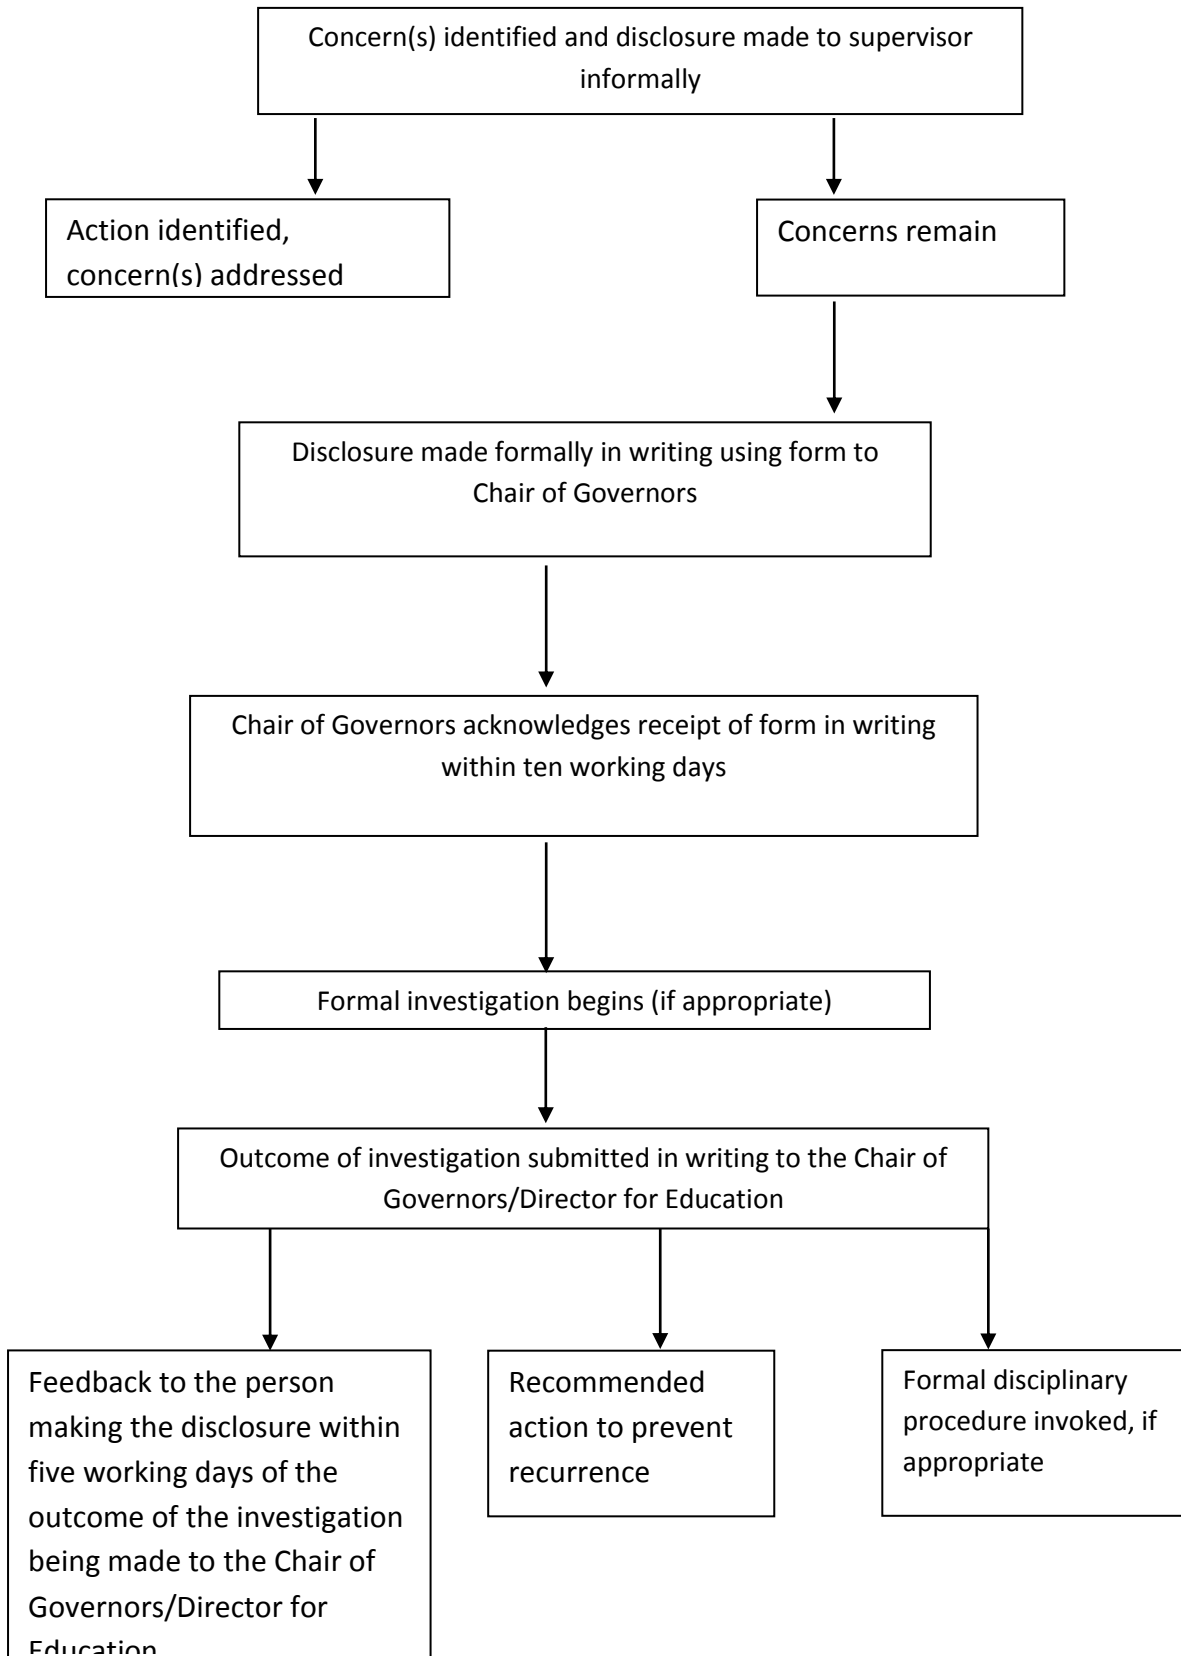 Concern(s) identified and disclosure made to supervisor
informally
Action identified,
concern(s) addressed
Concerns remain
Disclosure made formally in writing using form to
Chair of Governors
Chair of Governors acknowledges receipt of form in writing
within ten working days
Formal investigation begins (if appropriate)
Outcome of investigation submitted in writing to the Chair of
Governors/Director for Education
Feedback to the person
making the disclosure within
five working days of the
outcome of the investigation
being made to the Chair of
Governors/Director for
Education
Recommended
action to prevent
recurrence
Formal disciplinary
procedure invoked, if
appropriate